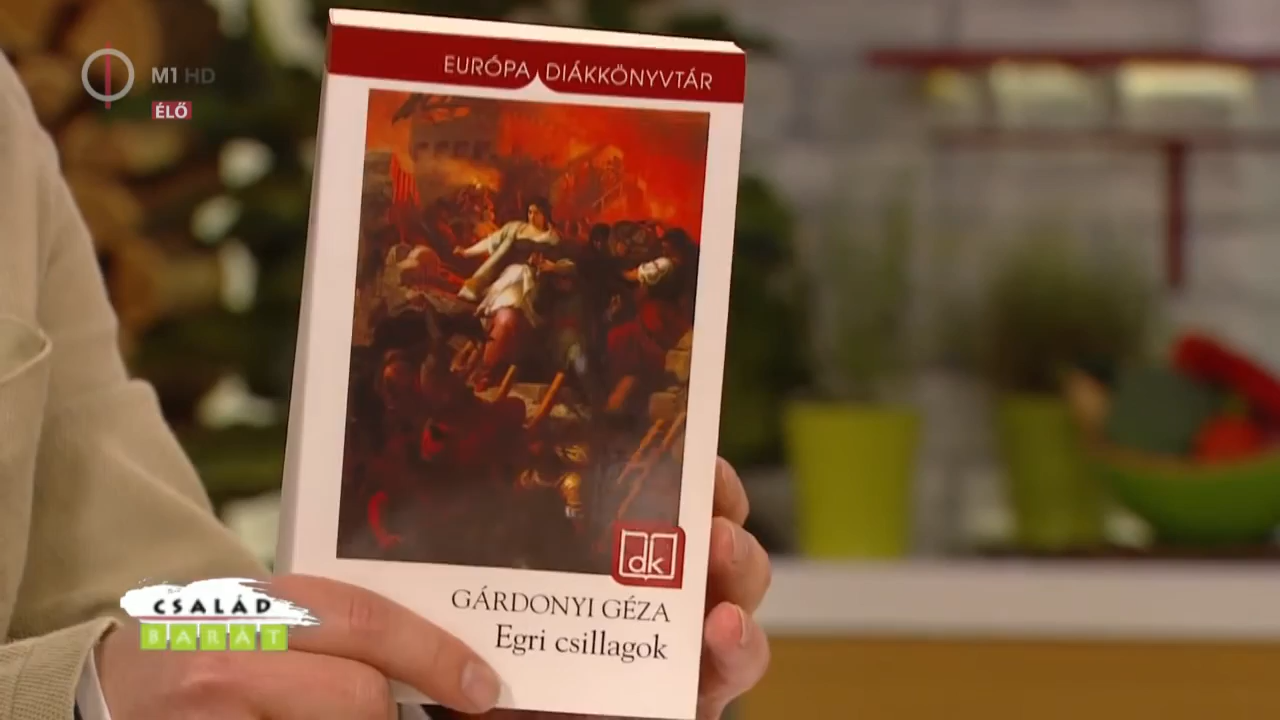 M1 HD
ÉLŐ
EURÓPA DIÁKKÖNYVTÁR
dk
GÁRDONYI GÉZA
Egri csillagok
CSALÁD
BARÁT